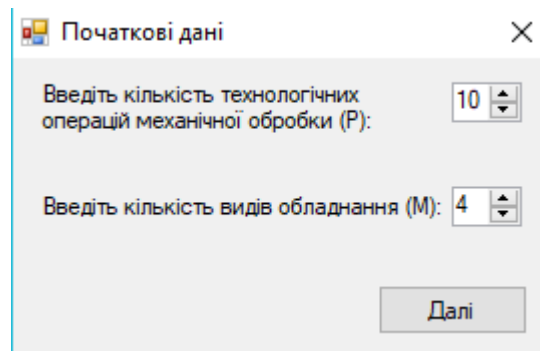 Початкові дані
Введіть кількість технологічних
операцій механічної обробки (P):
10
Введіть кількість видів обладнання (M): 4
Далі